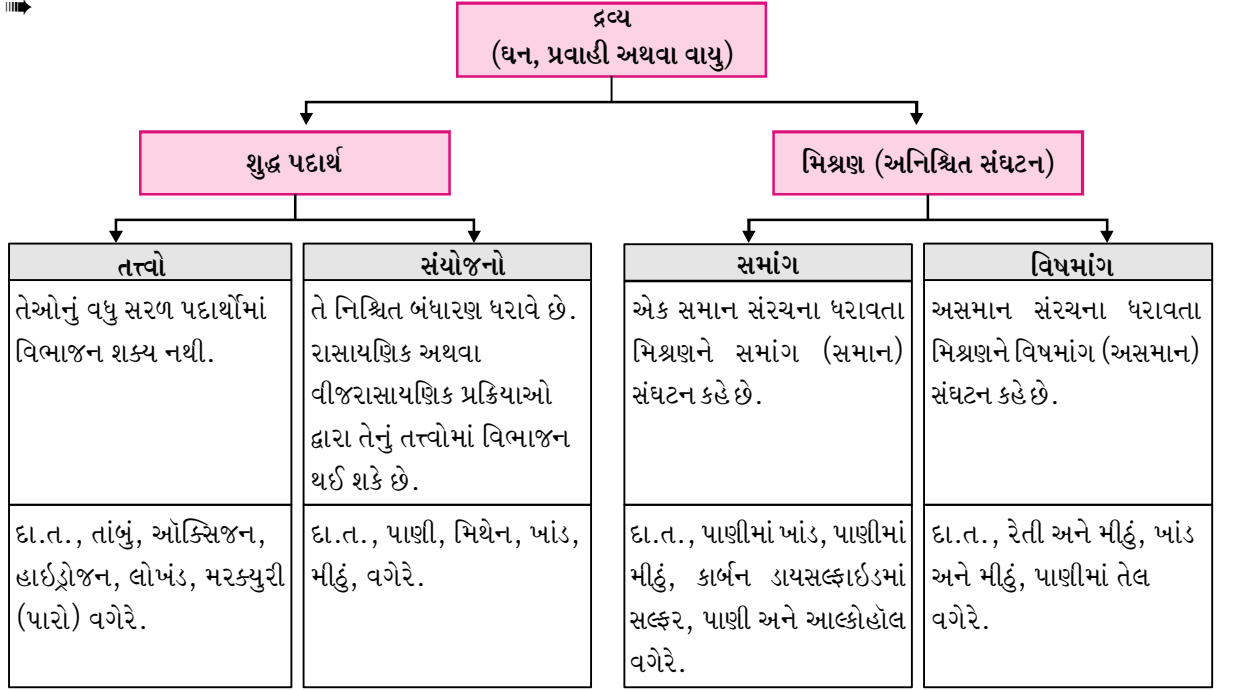 દ્રવ્ય
(ઘન, પ્રવાહી અથવા વાયુ)
શુદ્ધ પદાર્થ
મિશ્રણ (અનિશ્ચિત સંઘટન)
તત્ત્વો
તેઓનું વધુ સરળ પદાર્થોમાં
વિભાજન શક્ય નથી.
દા.ત., તાંબું, ઑક્સિજન,
હાઇડ્રોજન, લોખંડ, મરક્યુરી
(પારો) વગેરે.
સંયોજનો
તે નિશ્ચિત બંધારણ ધરાવે છે.
રાસાયણિક અથવા
વીજરાસાયણિક પ્રક્રિયાઓ
દ્વારા તેનું તત્ત્વોમાં વિભાજન
થઈ શકે છે.
દા.ત., પાણી, મિથેન, ખાંડ,
મીઠું, વગેરે.
સમાંગ
એક સમાન સંરચના ધરાવતા
મિશ્રણને સમાંગ (સમાન)
સંઘટન કહે છે.
દા.ત., પાણીમાં ખાંડ, પાણીમાં
મીઠું, કાર્બન ડાયસલ્ફાઇડમાં
સલ્ફર, પાણી અને આલ્કોહૉલ
વગેરે.
વિષમાંગ
અસમાન સંરચના ધરાવતા
મિશ્રણને વિષમાંગ (અસમાન)
સંઘટન કહે છે.
દા.ત., રેતી અને મીઠું, ખાંડ
અને મીઠું, પાણીમાં તેલ
વગેરે.